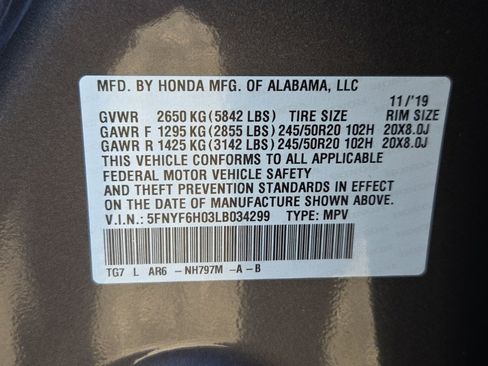 MFD. BY HONDA MFG. OF ALABAMA, LLC
11/'19
GVWR 2650 KG (5842 LBS) TIRE SIZE RIM SIZE
GAWR F 1295 KG (2855 LBS) 245/50R20 102H 20X8.0J
GAWR R 1425 KG (3142 LBS) 245/50R20 102H 20X8.0J
THIS VEHICLE CONFORMS TO ALL APPLICABLE
FEDERAL MOTOR VEHICLE SAFETY
AND THEFT PREVENTION STANDARDS IN EFFECT
ON THE DATE OF MANUFACTURE SHOWN ABOVE.
V.I.N.: 5FNYF6H03LB034299 TYPE: MPV
TG7 L AR6 -NH797M -A -B